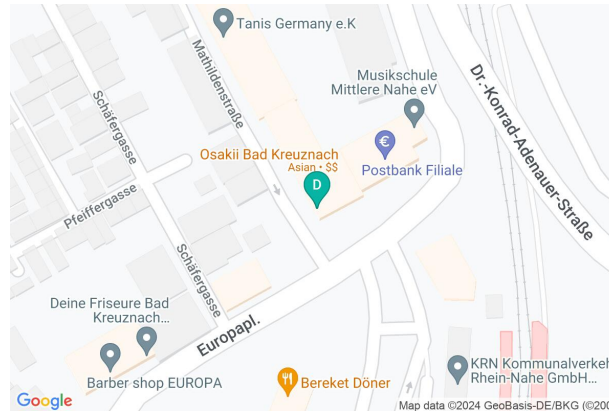 Tanis Germany e.K
Mathildenstraße
Musikschule
Mittlere Nahe eV
Dr.-Konrad-Adenauer-Straße
Schäfergasse
Osakii Bad Kreuznach
Asian • $$
€
Postbank Filiale
D
Pfeiffergasse
Schäfergasse
Deine Friseure Bad
Kreuznach...
Europapl.
Barber shop EUROPA
Bereket Döner
KRN Kommunalverkeh
Rhein-Nahe GmbH...
Google
Map data ©2024 GeoBasis-DE/BKG (©200